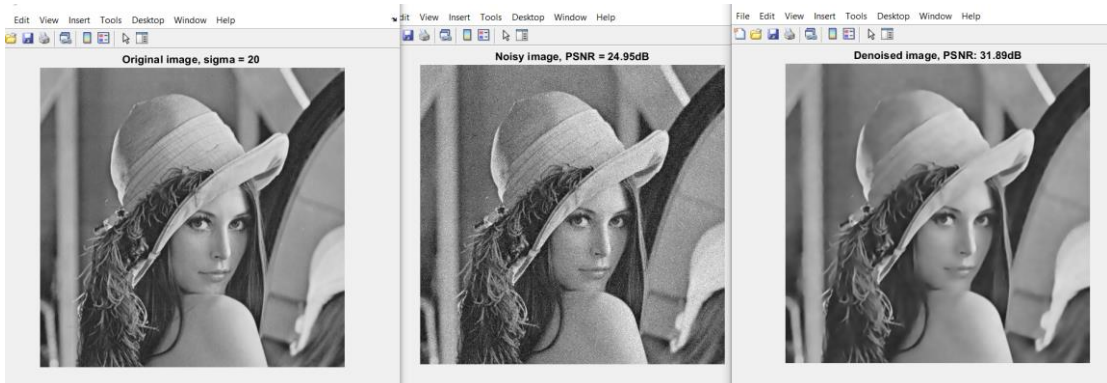 Edit View Insert Tools Desktop Window Help
Original image, sigma = 20
dit View Insert Tools Desktop Window Help
Noisy image, PSNR = 24.95dB
File Edit View Insert Tools Desktop Window Help
Denoised image, PSNR: 31.89dB